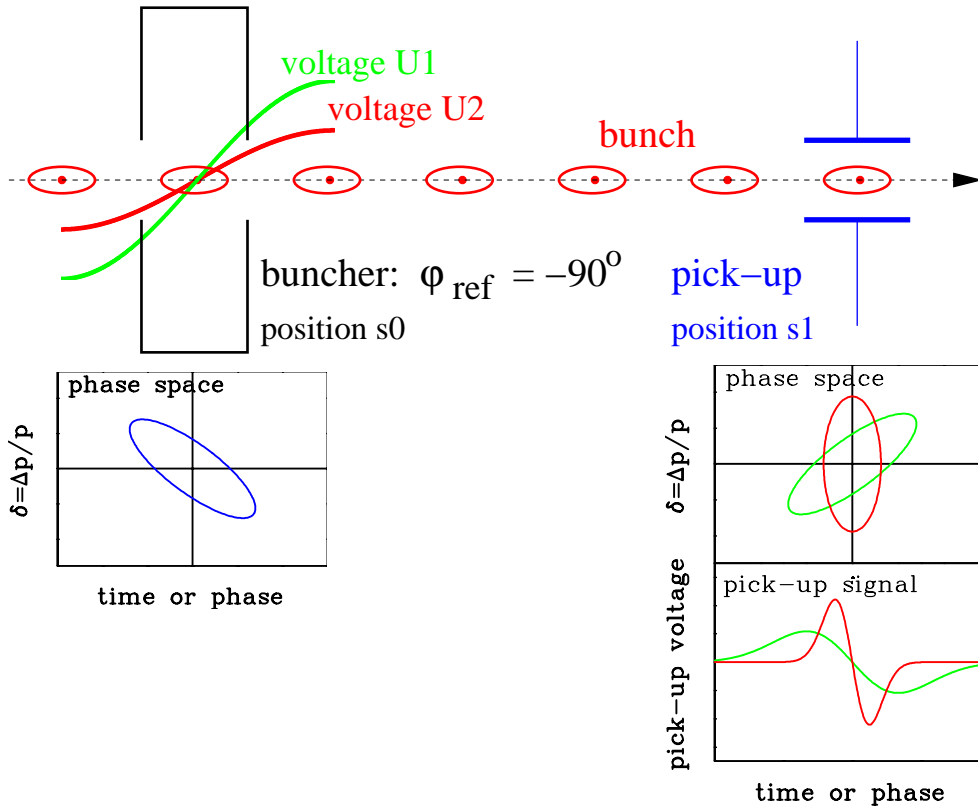 voltage U1
voltage U2
bunch
buncher: φ ref = −90°
position s0
pick−up
position s1
phase space
δ=Δp/p
time or phase
phase space
δ=Δp/p
pick−up signal
pick−up voltage
time or phase